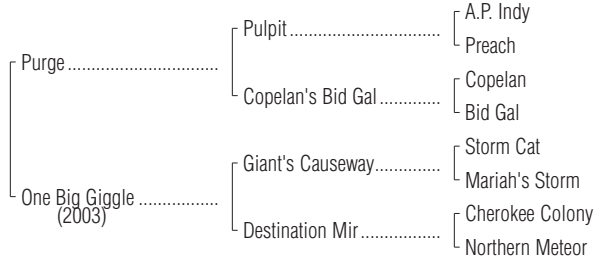 A.P. Indy
Pulpit
Preach
Purge
Copelan
Copelan's Bid Gal
Bid Gal
Storm Cat
Giant's Causeway
Mariah's Storm
One Big Giggle
(2003)
Cherokee Colony
Destination Mir
Northern Meteor